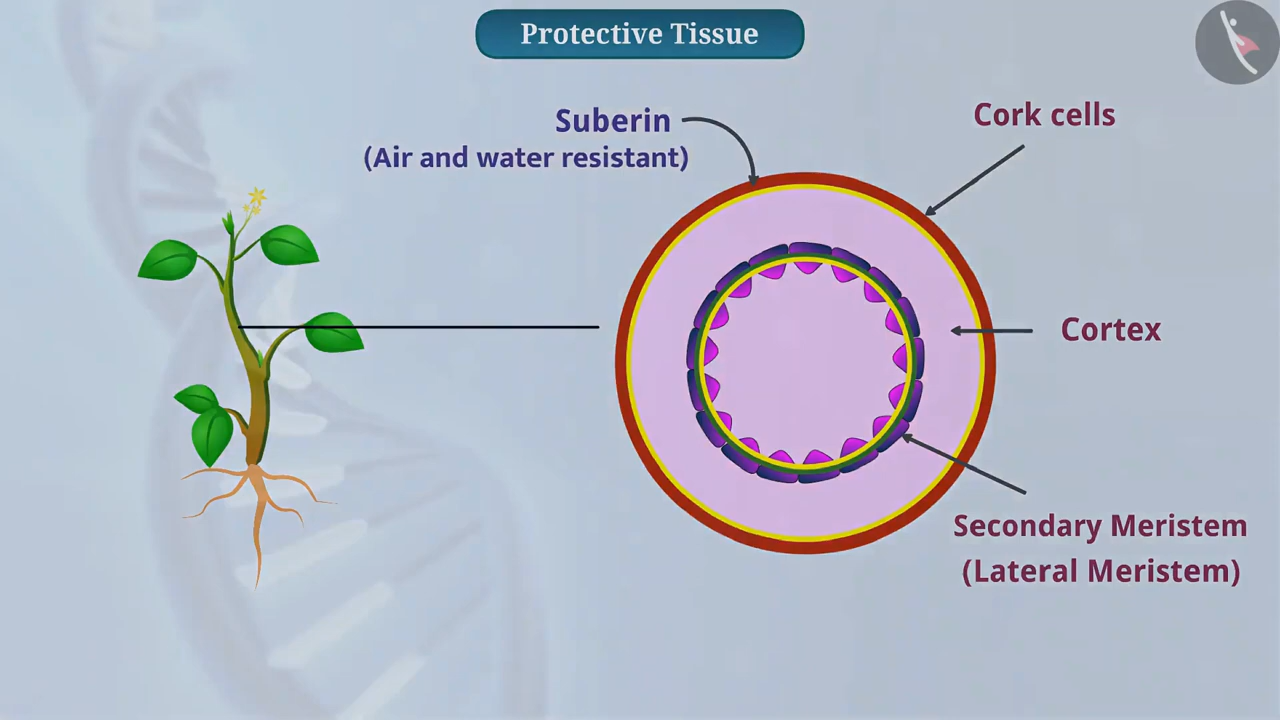 Protective Tissue
Suberin
(Air and water resistant)
Cork cells
Cortex
Secondary Meristem
(Lateral Meristem)